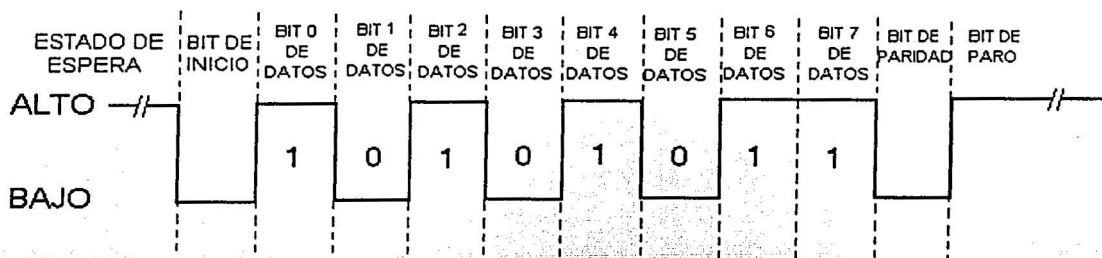 ESTADO DE
ESPERA
BIT DE
INICIO
BIT 0
DE
DATOS
BIT 1
DE
DATOS
BIT 2
DE
DATOS
BIT 3
DE
DATOS
BIT 4
DE
DATOS
BIT 5
DE
DATOS
BIT 6
DE
DATOS
BIT 7
DE
DATOS
BIT DE
PARIDAD
BIT DE
PARO
ALTO
1 0 1 0 1 0 1 1
BAJO